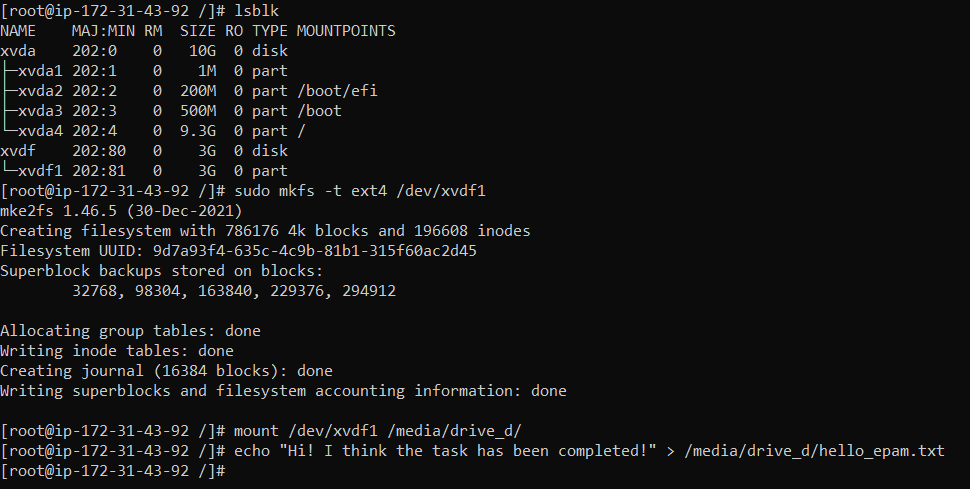 [root@ip-172-31-43-92 /]# lsblk
NAME    MAJ:MIN RM  SIZE RO TYPE MOUNTPOINTS
xvda    202:0    0   10G  0 disk
├─xvda1 202:1    0    1M  0 part
├─xvda2 202:2    0  200M  0 part /boot/efi
├─xvda3 202:3    0  500M  0 part /boot
└─xvda4 202:4    0  9.3G  0 part /
xvdf    202:80   0    3G  0 disk
└─xvdf1 202:81   0    3G  0 part
[root@ip-172-31-43-92 /]# sudo mkfs -t ext4 /dev/xvdf1
mke2fs 1.46.5 (30-Dec-2021)
Creating filesystem with 786176 4k blocks and 196608 inodes
Filesystem UUID: 9d7a93f4-635c-4c9b-81b1-315f60ac2d45
Superblock backups stored on blocks:
        32768, 98304, 163840, 229376, 294912

Allocating group tables: done
Writing inode tables: done
Creating journal (16384 blocks): done
Writing superblocks and filesystem accounting information: done

[root@ip-172-31-43-92 /]# mount /dev/xvdf1 /media/drive_d/
[root@ip-172-31-43-92 /]# echo "Hi! I think the task has been completed!" > /media/drive_d/hello_epam.txt
[root@ip-172-31-43-92 /]#